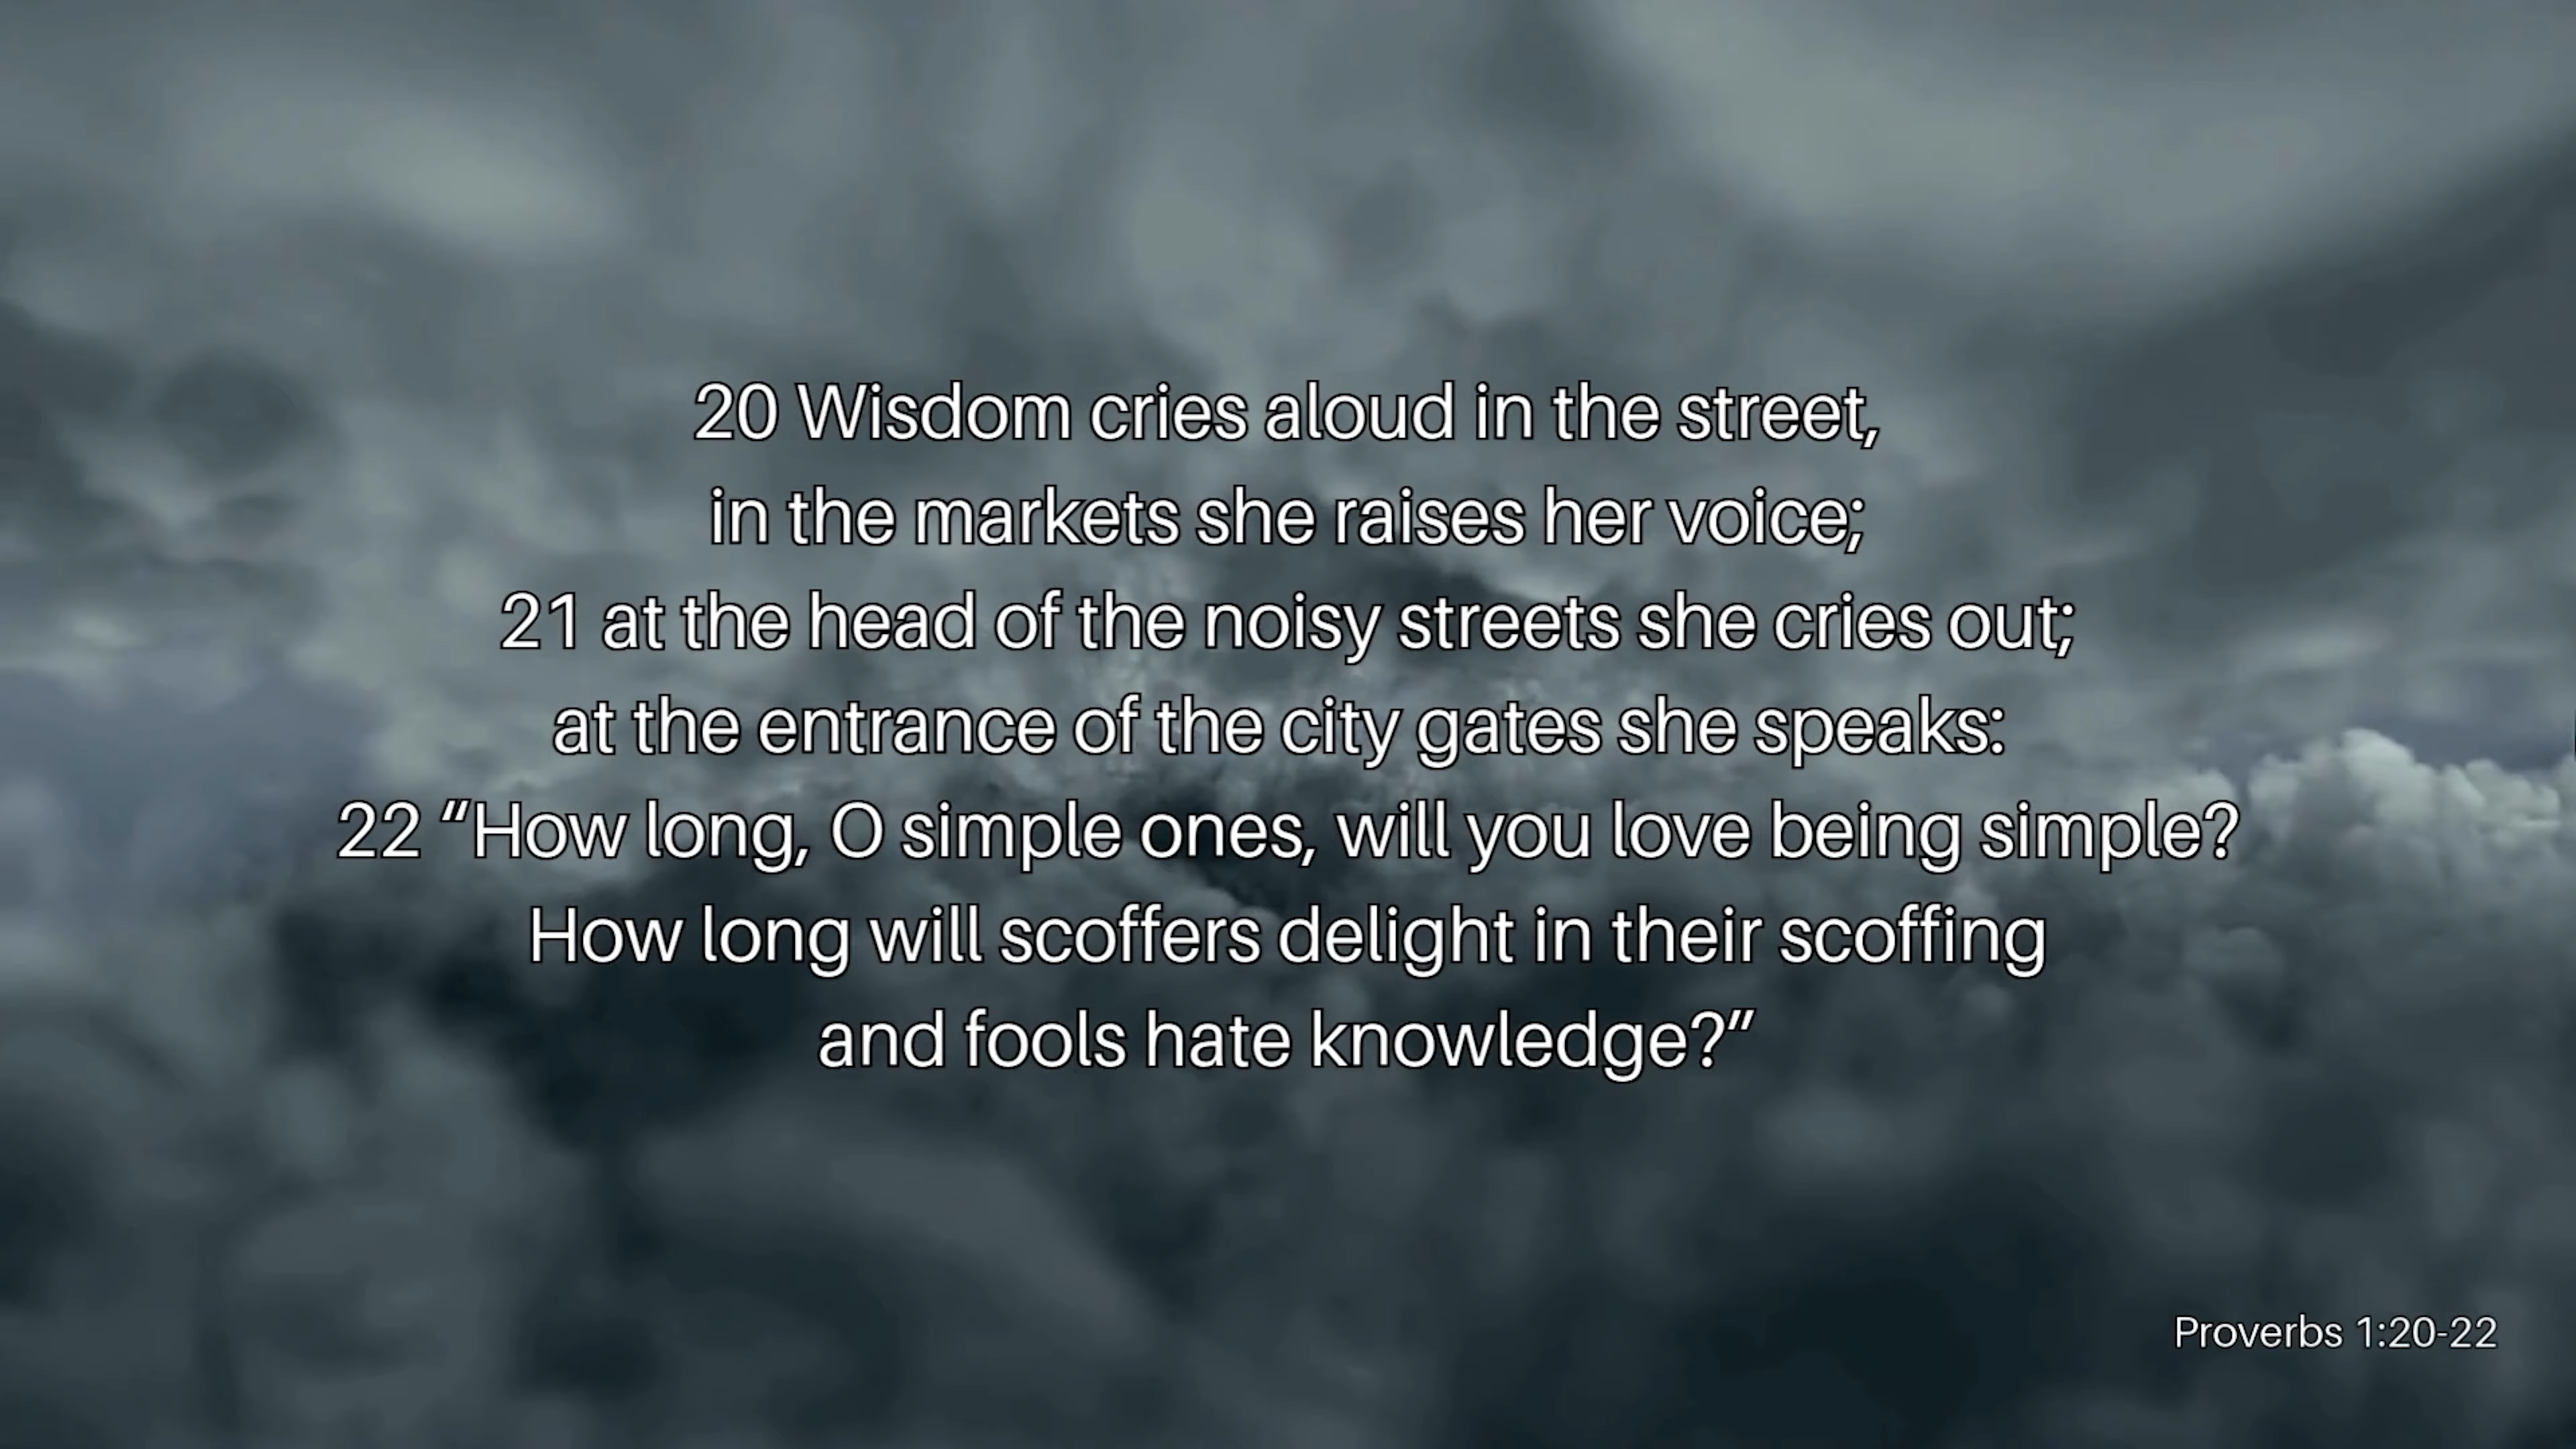 20 Wisdom cries aloud in the street,
in the markets she raises her voice;
21 at the head of the noisy streets she cries out;
at the entrance of the city gates she speaks:
22 “How long, O simple ones, will you love being simple?
How long will scoffers delight in their scoffing
and fools hate knowledge?”
Proverbs 1:20-22